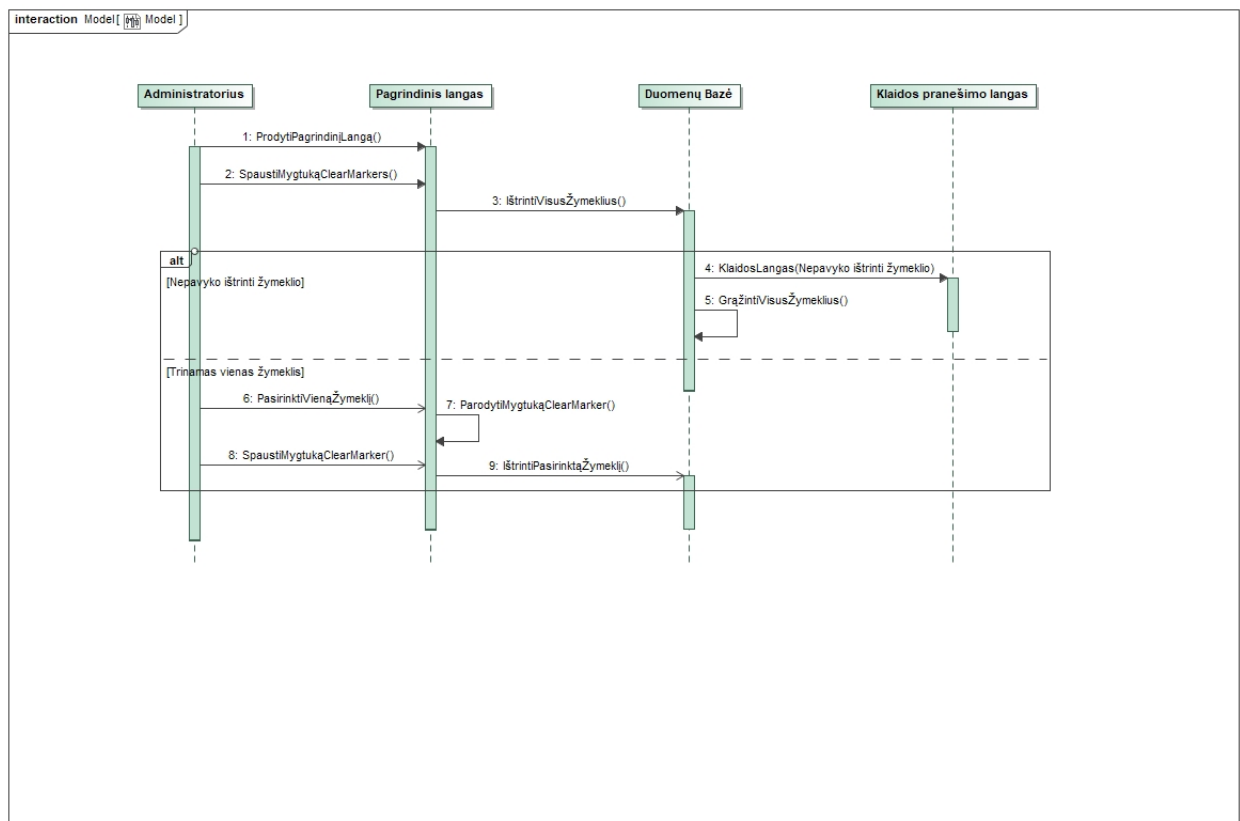 interaction Model [ Model ]
Administratorius
Pagrindinis langas
Duomenų Bazė
Klaidos pranešimo langas
1: ProdytiPagrindinįLangą()
2: SpaustiMygtukąClearMarkers()
3: IštrintiVisusŽymeklius()
alt
4: KlaidosLangas(Nepavyko ištrinti žymeklio)
[Nepavyko ištrinti žymeklio]
5: GrąžintiVisusŽymeklius()
[Trinamas vienas žymeklis]
6: PasirinktiVienąŽymeklį()
7: ParodytiMygtukąClearMarker()
8: SpaustiMygtukąClearMarker()
9: IštrintiPasirinktąŽymeklį()